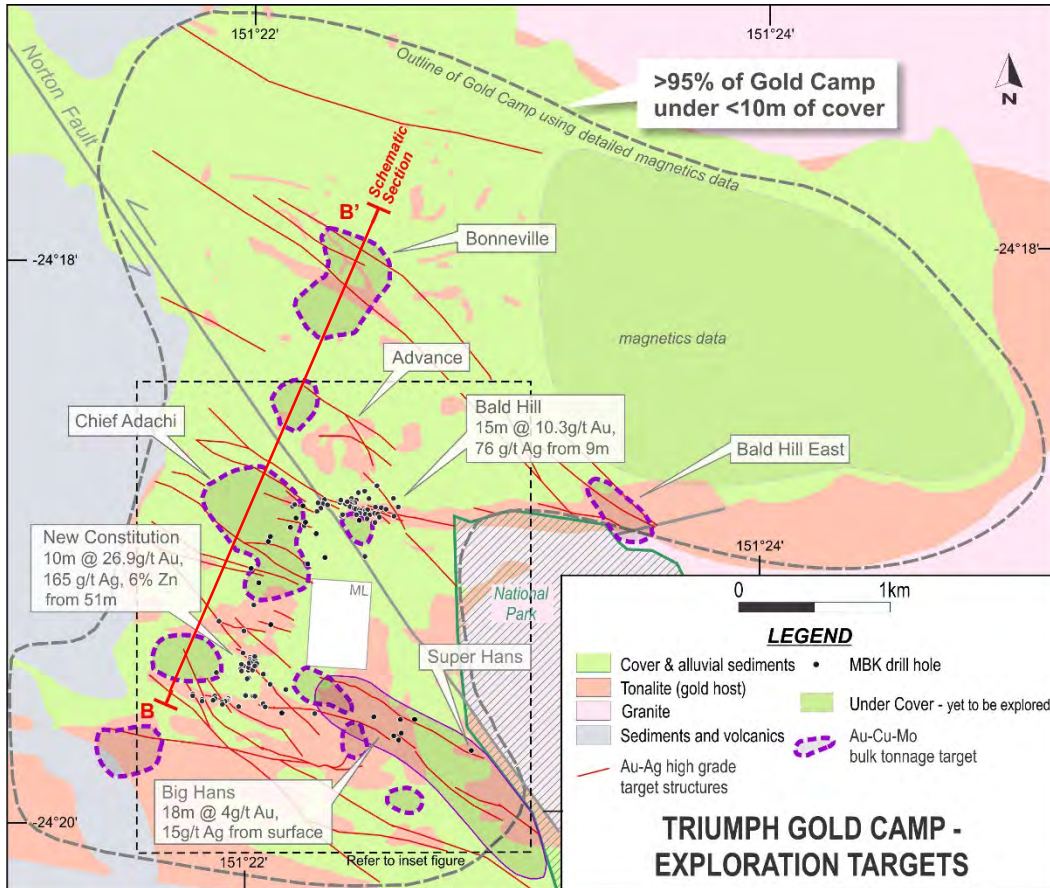 151°22'
151°24'
Norton Fault
Outline of Gold Camp using detailed magnetics data
>95% of Gold Camp
under <10m of cover
N
Schematic
Section
B'
Bonneville
-24°18'
-24°18'
magnetics data
Advance
Chief Adachi
Bald Hill
15m @ 10.3g/t Au,
76 g/t Ag from 9m
Bald Hill East
New Constitution
10m @ 26.9g/t Au,
165 g/t Ag, 6% Zn
from 51m
151°24'
ML
National
Park
Super Hans
B
Big Hans
18m @ 4g/t Au,
15g/t Ag from surface
-24°20'
151°22'
Refer to inset figure
0 1km
LEGEND
Cover & alluvial sediments
Tonalite (gold host)
Granite
Sediments and volcanics
Au-Ag high grade
target structures
MBK drill hole
Under Cover - yet to be explored
Au-Cu-Mo
bulk tonnage target
TRIUMPH GOLD CAMP -
EXPLORATION TARGETS